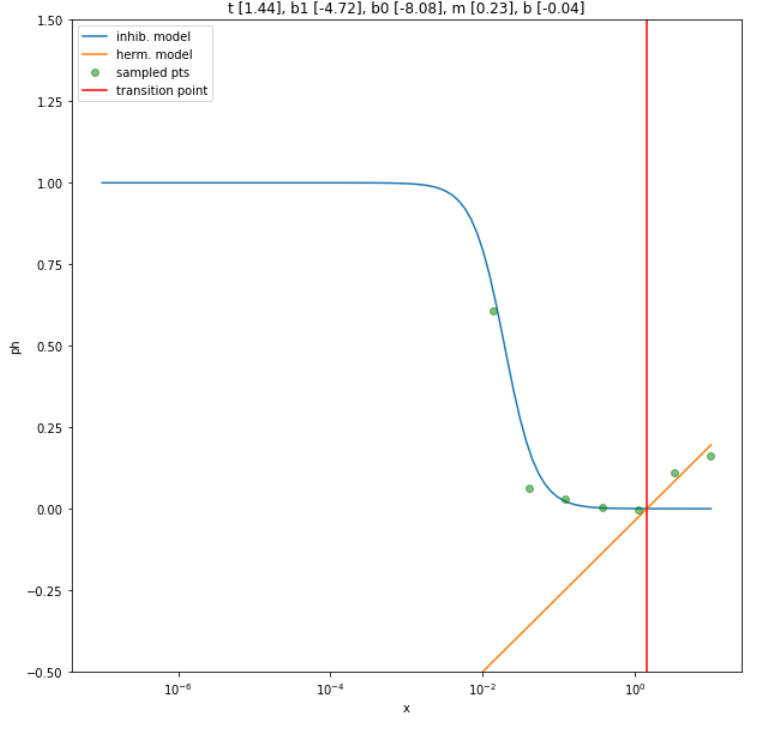 t [1.44], b1 [-4.72], b0 [-8.08], m [0.23], b [-0.04]
inhib. model
herm. model
sampled pts
transition point
1.50
1.25
1.00
0.75
0.50
0.25
0.00
−0.25
−0.50
ph
10⁻⁶ 10⁻⁴ 10⁻² 10⁰
x